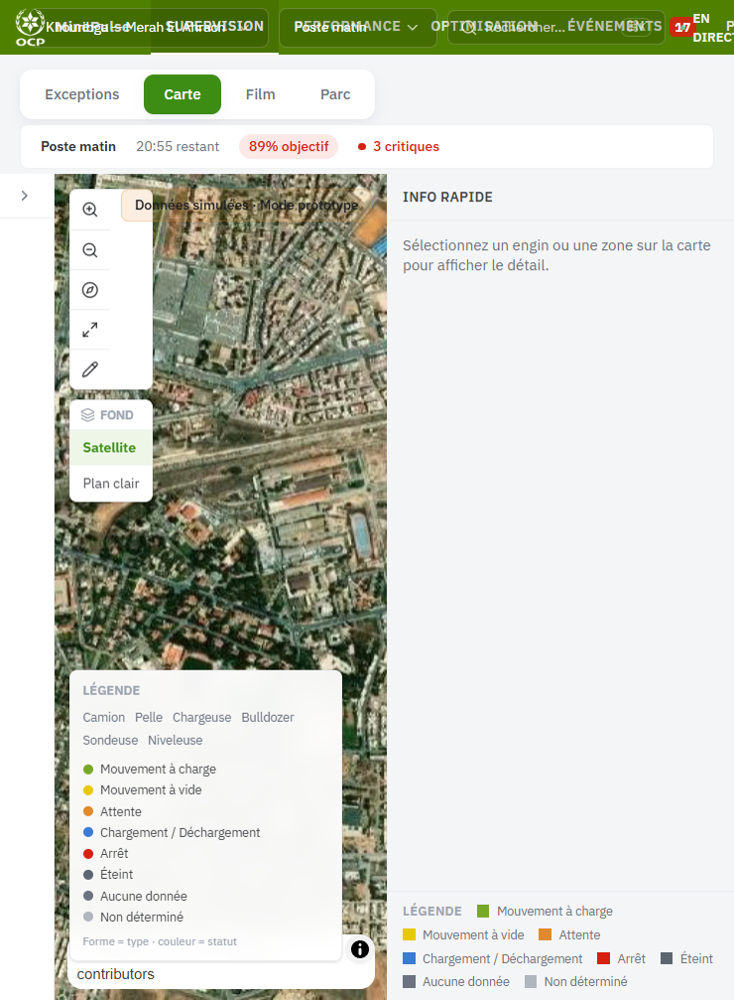 OCP
MinePulse
Khouribga — Merah El Ahrach
SUPERVISION
PERFORMANCE
Poste matin
OPTIMISATION
Rechercher...
ÉVÉNEMENTS
17
EN DIRECT
Exceptions
Carte
Film
Parc
Poste matin 20:55 restant 89% objectif 3 critiques
Données simulées · Mode prototype
FOND
Satellite
Plan clair
INFO RAPIDE
Sélectionnez un engin ou une zone sur la carte
pour afficher le détail.
LÉGENDE
Camion Pelle Chargeuse Bulldozer
Sondeuse Niveleuse
Mouvement à charge
Mouvement à vide
Attente
Chargement / Déchargement
Arrêt
Éteint
Aucune donnée
Non déterminé
Forme = type · couleur = statut
contributors
LÉGENDE Mouvement à charge
Mouvement à vide Attente
Chargement / Déchargement Arrêt Éteint
Aucune donnée Non déterminé